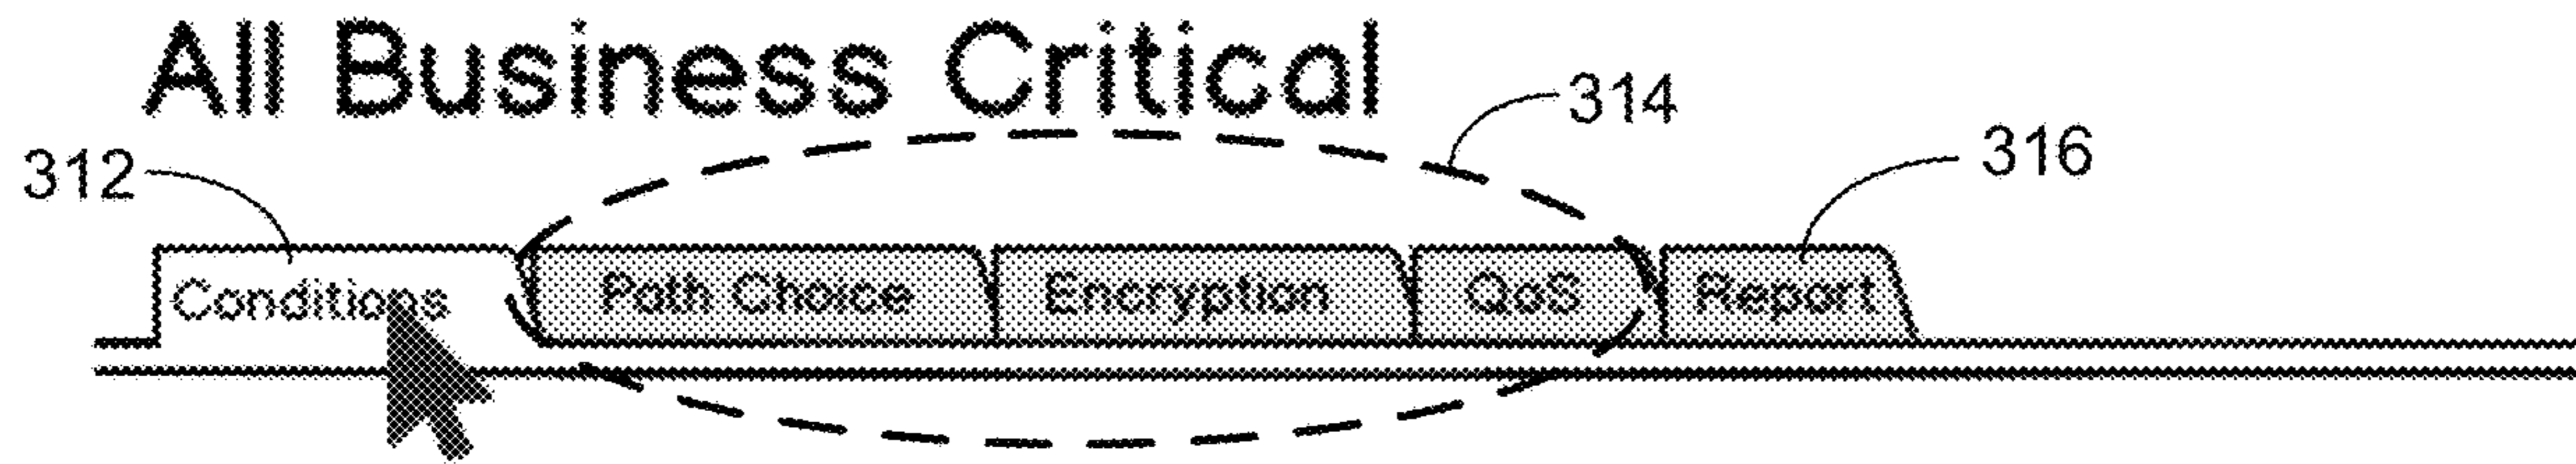 All Business Critical
314
316
312
Conditions Path Choice Encryption QoS Report